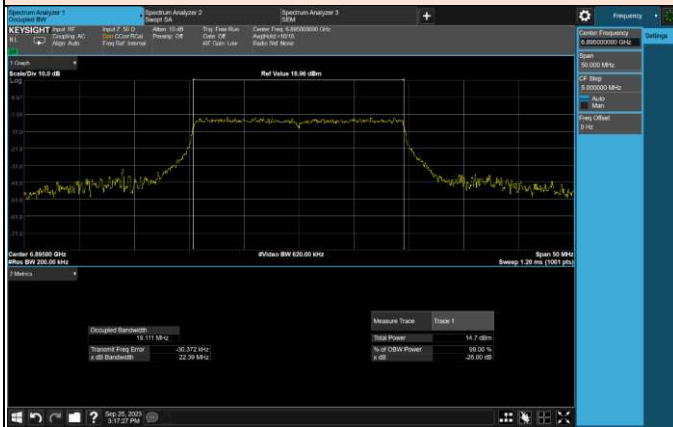 Spectrum Analyzer 1
Occupied BW
Spectrum Analyzer 2
Swept SA
Spectrum Analyzer 3
SEM
+
Frequency
KEYSIGHT
Input: RF
Coupling: AC
Align: Auto
Input Z: 50 Ω
Corr CCorr RCal
Freq Ref: Internal
Atten: 10 dB
Preamp: Off
Trig: Free Run
Gate: Off
#IF Gain: Low
Center Freq: 6.895000000 GHz
Avg|Hold: >10/10
Radio Std: None
Center Frequency
6.895000000 GHz
Settings
Span
50.000 MHz
CF Step
5.000000 MHz
Auto
Man
Freq Offset
0 Hz
1 Graph
Scale/Div 10.0 dB
Ref Value 18.96 dBm
Log
Center 6.89500 GHz
#Res BW 200.00 kHz
#Video BW 620.00 kHz
Span 50 MHz
Sweep 1.20 ms (1001 pts)
2 Metrics
Occupied Bandwidth
19.111 MHz
Transmit Freq Error -30.372 kHz
x dB Bandwidth 22.39 MHz
Measure Trace Trace 1
Total Power 14.7 dBm
% of OBW Power 99.00 %
x dB -26.00 dB
?
Sep 25, 2023
3:17:27 PM